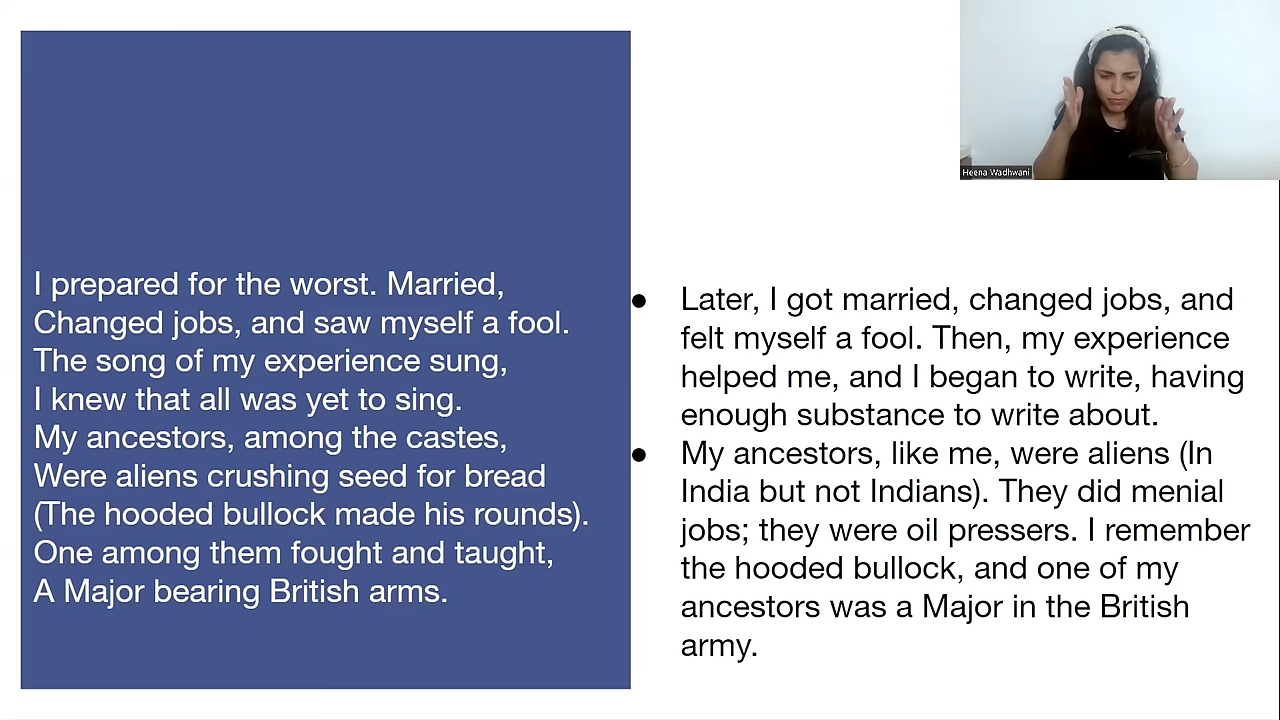 Heena Wadhwani
I prepared for the worst. Married,
Changed jobs, and saw myself a fool.
The song of my experience sung,
I knew that all was yet to sing.
My ancestors, among the castes,
Were aliens crushing seed for bread
(The hooded bullock made his rounds).
One among them fought and taught,
A Major bearing British arms.
● Later, I got married, changed jobs, and
felt myself a fool. Then, my experience
helped me, and I began to write, having
enough substance to write about.
● My ancestors, like me, were aliens (In
India but not Indians). They did menial
jobs; they were oil pressers. I remember
the hooded bullock, and one of my
ancestors was a Major in the British
army.